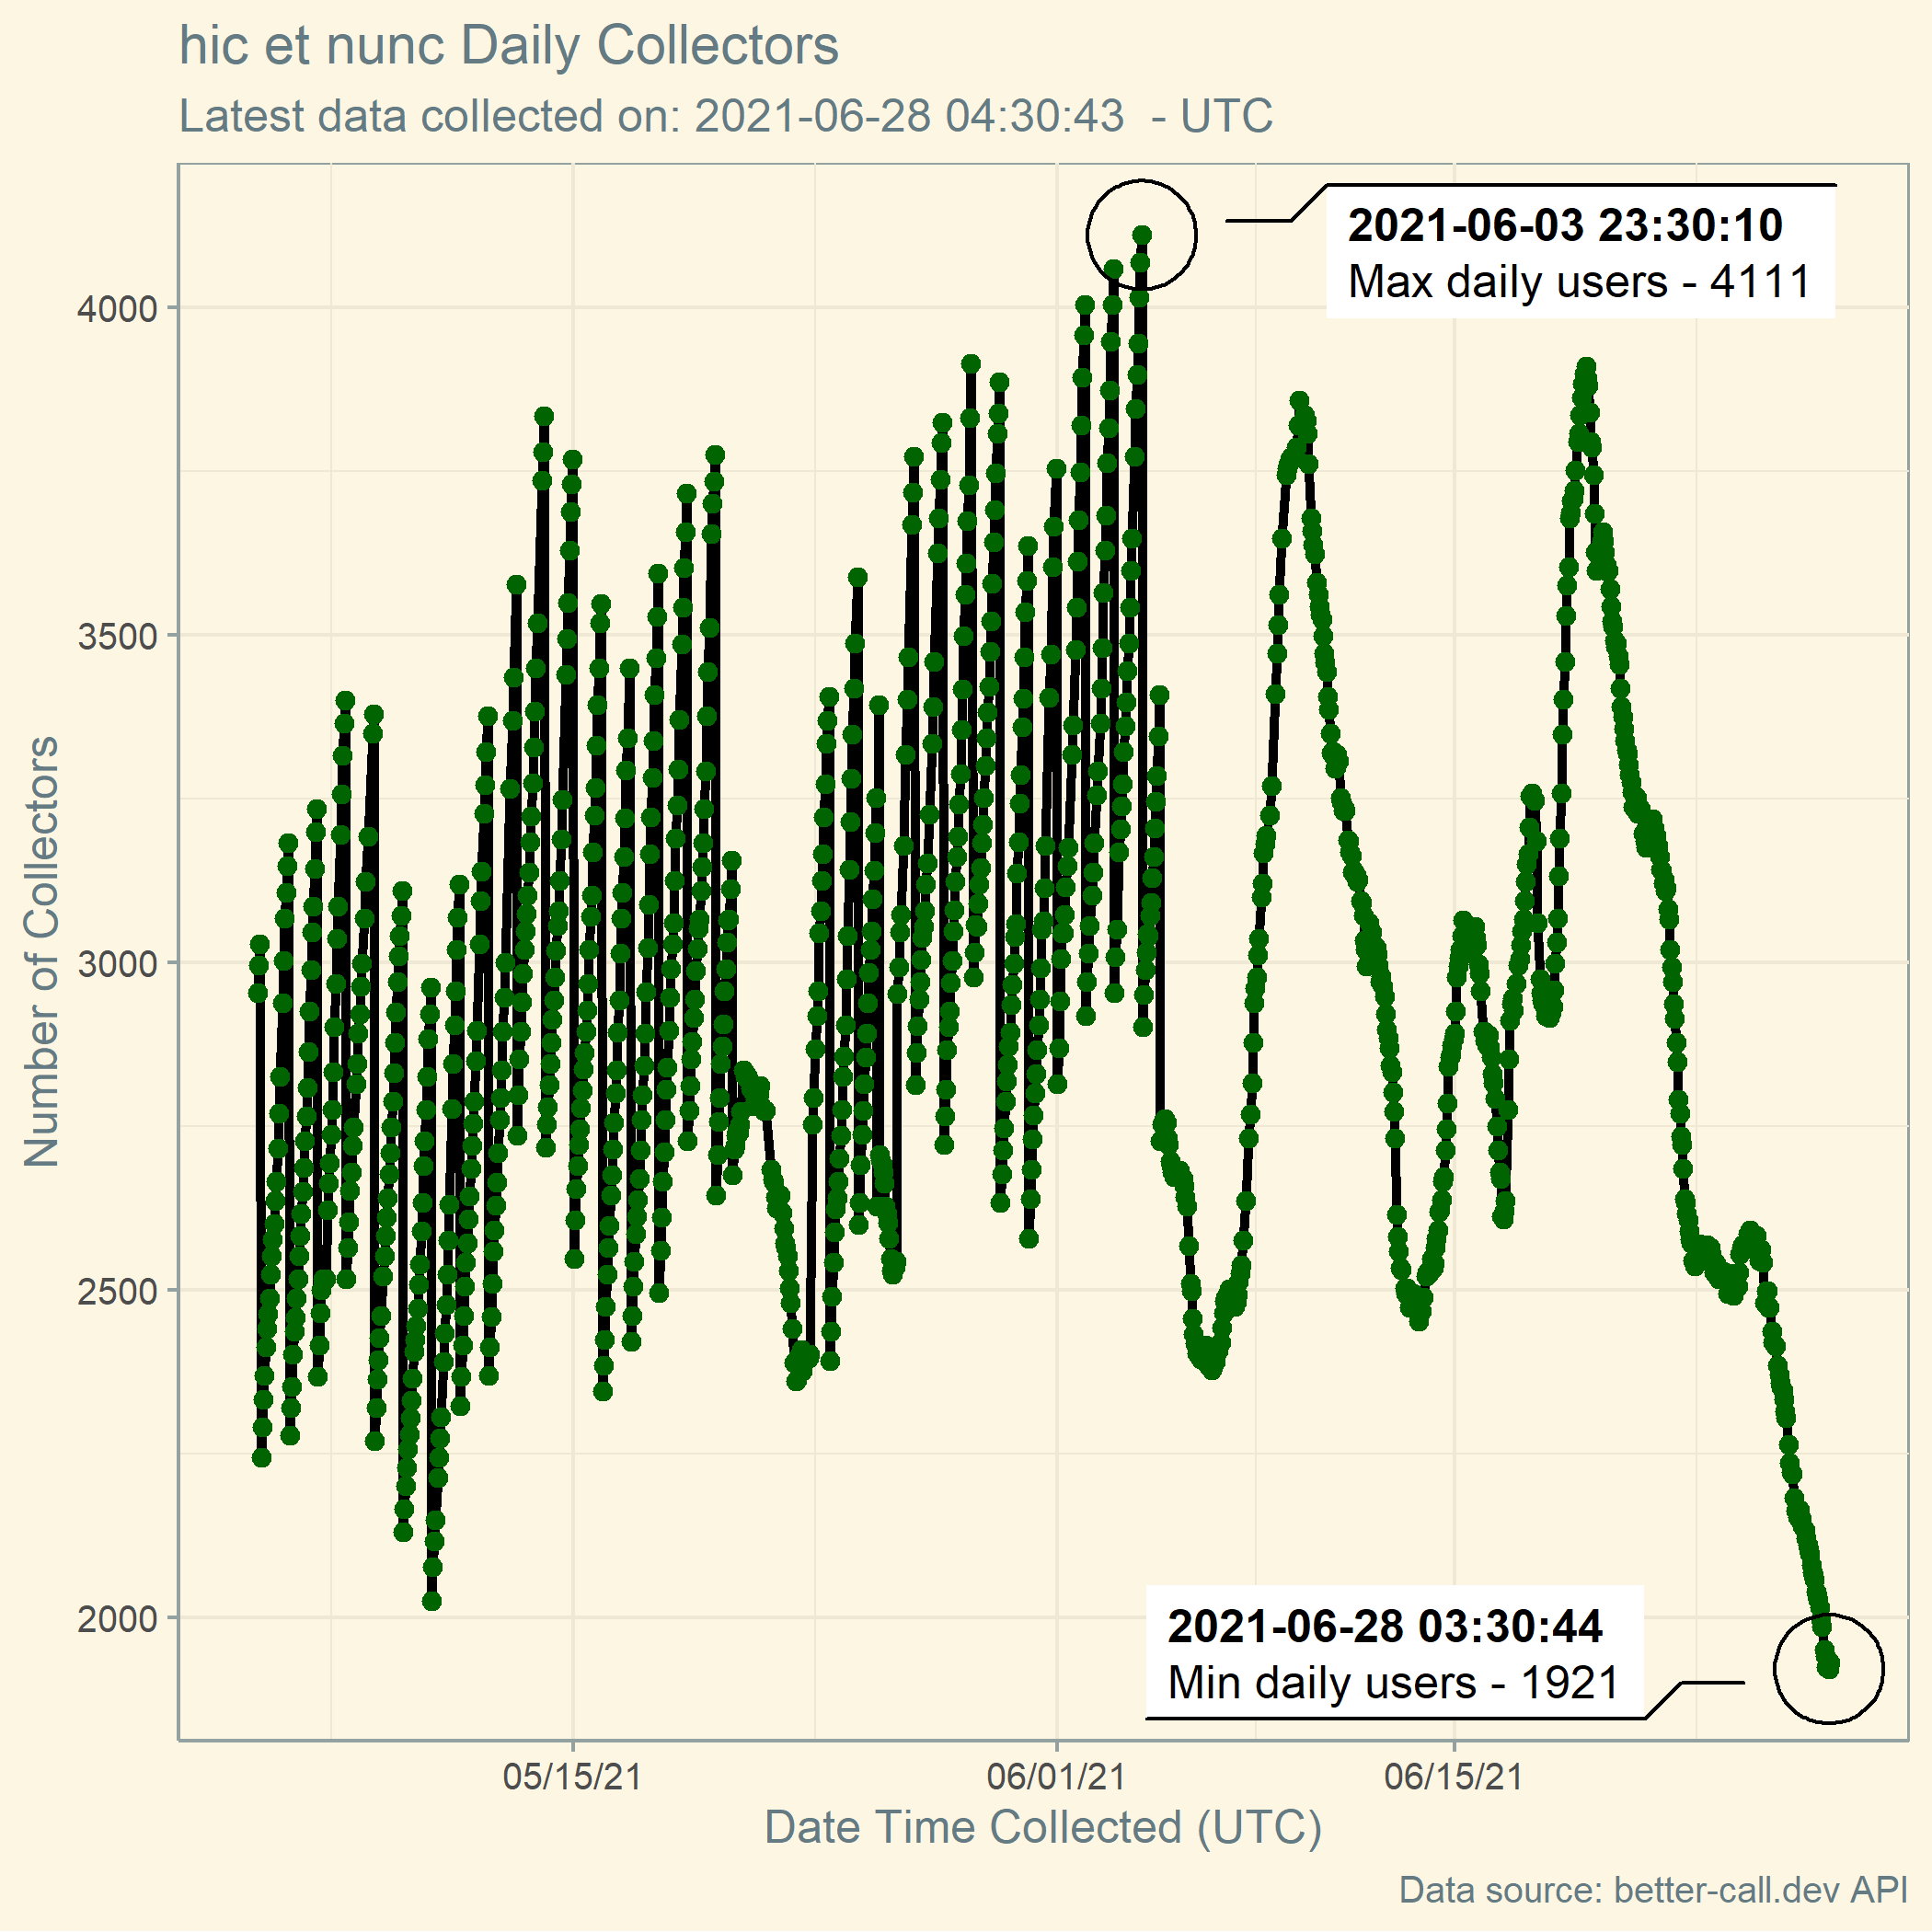 hic et nunc Daily Collectors
Latest data collected on: 2021-06-28 04:30:43  - UTC
2021-06-03 23:30:10
Max daily users - 4111
4000
3500
3000
2500
2000
Number of Collectors
2021-06-28 03:30:44
Min daily users - 1921
05/15/21
06/01/21
06/15/21
Date Time Collected (UTC)
Data source: better-call.dev API